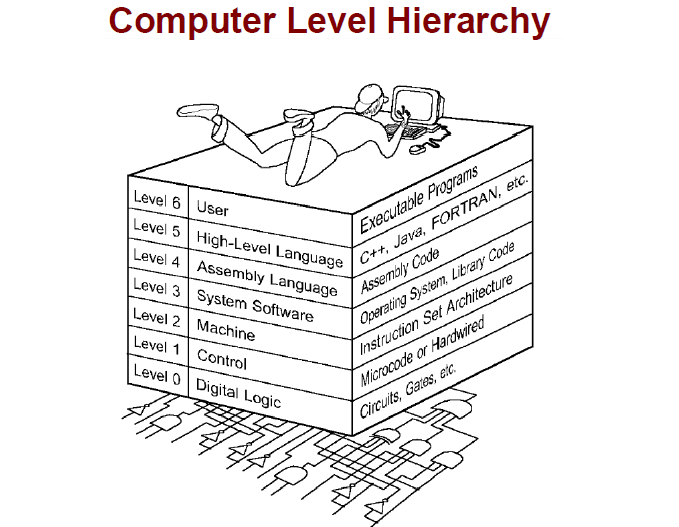 Computer Level Hierarchy
Level 6 User Executable Programs
Level 5 High-Level Language C++, Java, FORTRAN, etc.
Level 4 Assembly Language Assembly Code
Level 3 System Software Operating System, Library Code
Level 2 Machine Instruction Set Architecture
Level 1 Control Microcode or Hardwired
Level 0 Digital Logic Circuits, Gates, etc.